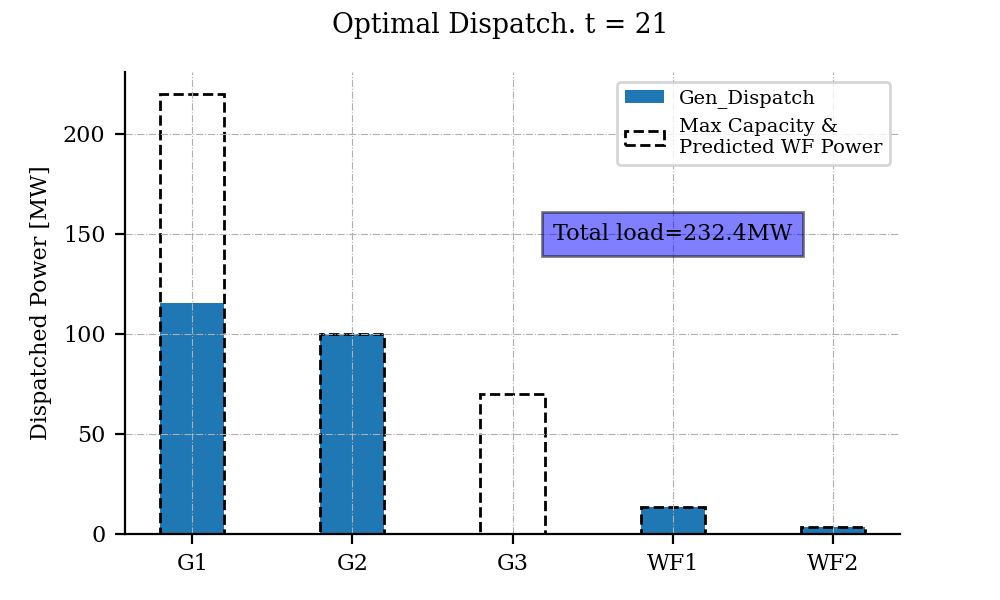 Optimal Dispatch. t = 21
Dispatched Power [MW]
200
150
100
50
0
Gen_Dispatch
Max Capacity &
Predicted WF Power
Total load=232.4MW
G1
G2
G3
WF1
WF2